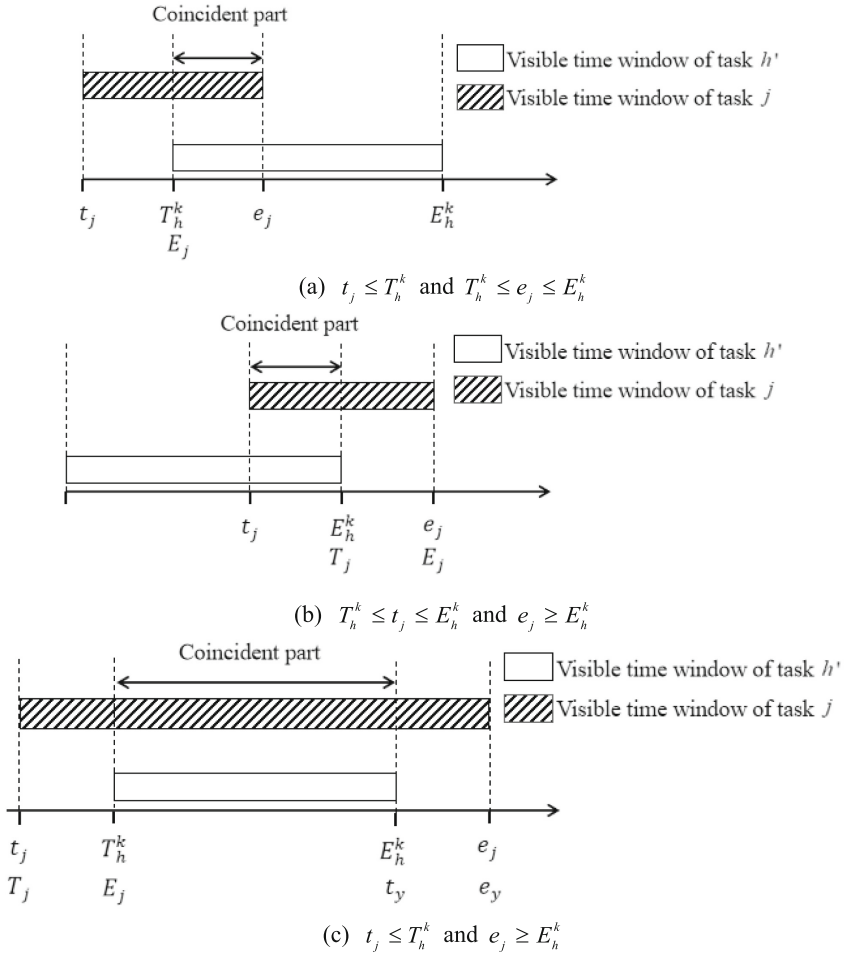 Coincident part
Visible time window of task h'
Visible time window of task j
t_j T_h^k e_j E_h^k
E_j
(a) t_j ≤ T_h^k and T_h^k ≤ e_j ≤ E_h^k
Coincident part
Visible time window of task h'
Visible time window of task j
t_j E_h^k e_j
T_j E_j
(b) T_h^k ≤ t_j ≤ E_h^k and e_j ≥ E_h^k
Coincident part
Visible time window of task h'
Visible time window of task j
t_j T_h^k E_h^k e_j
T_j E_j t_y e_y
(c) t_j ≤ T_h^k and e_j ≥ E_h^k